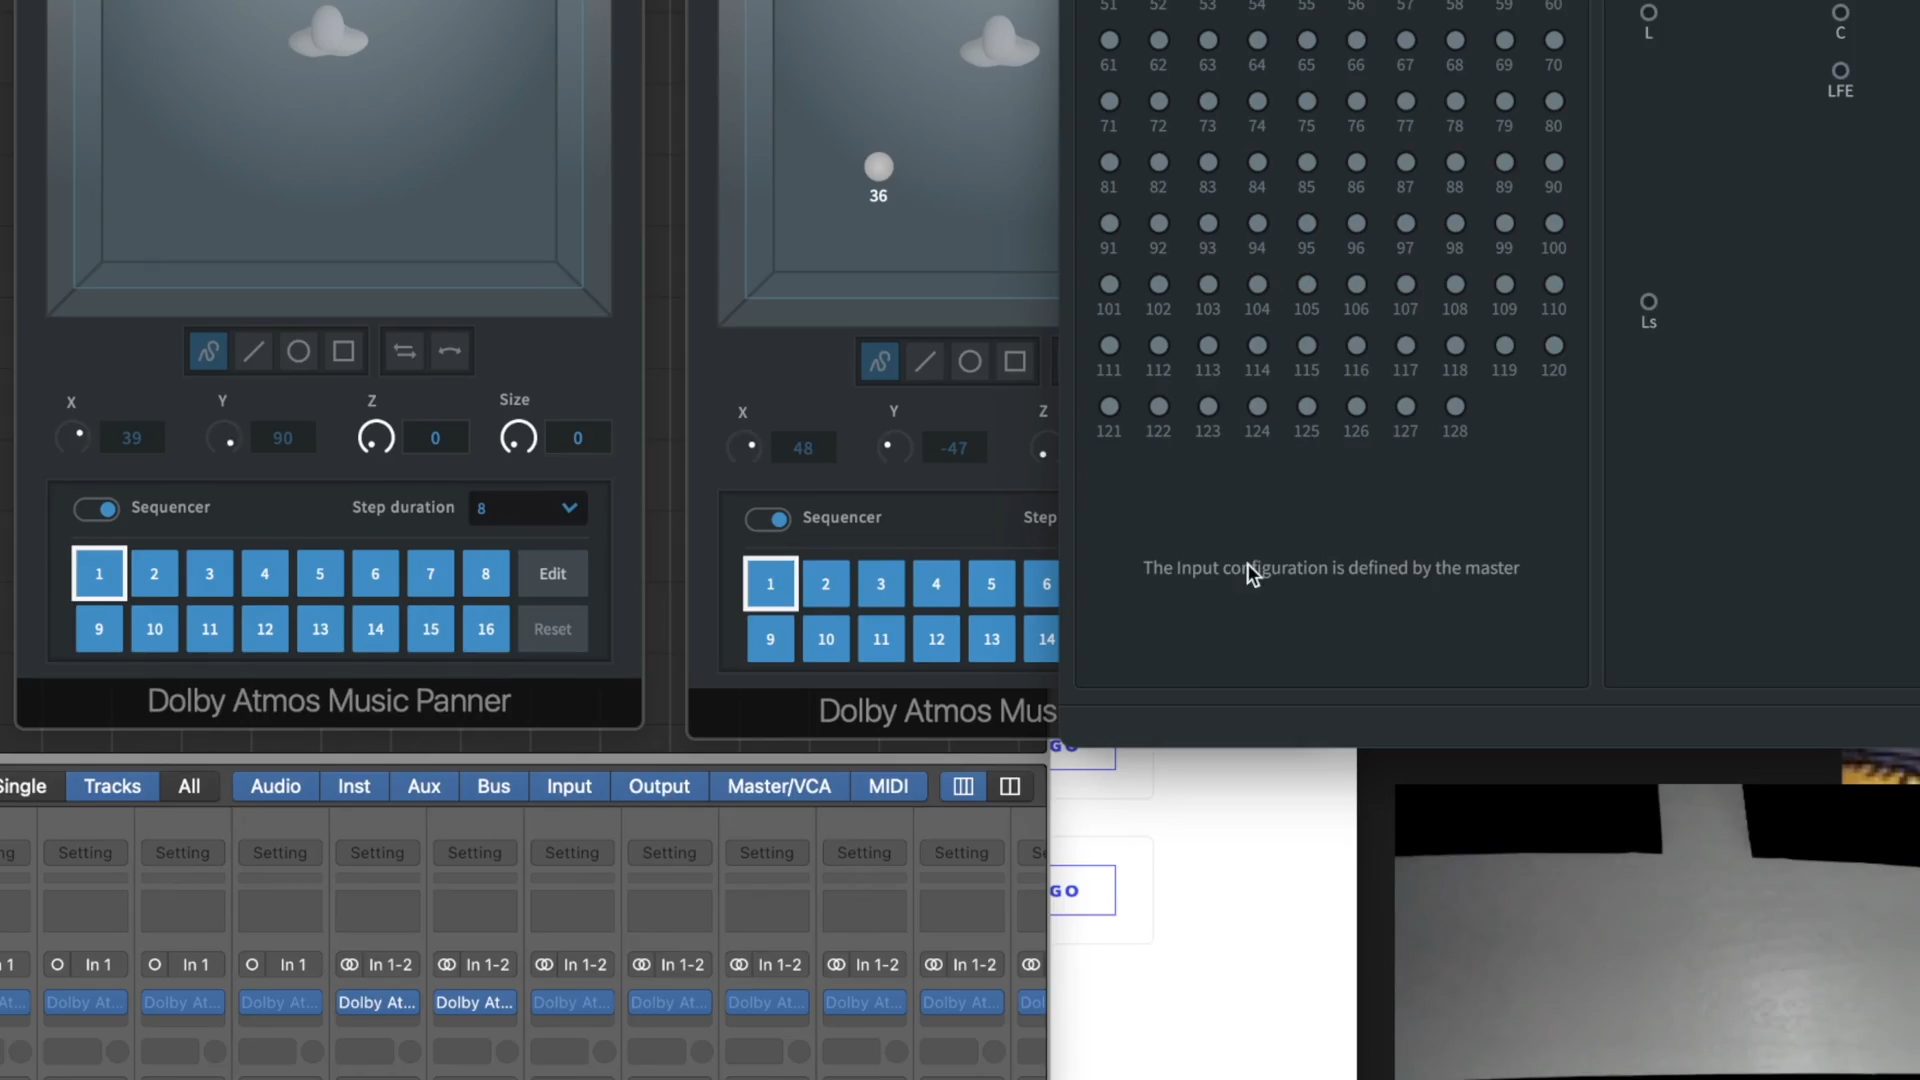 36
X Y Z Size
39 90 0 0
Sequencer Step duration 8
1 2 3 4 5 6 7 8 Edit
9 10 11 12 13 14 15 16 Reset
Dolby Atmos Music Panner
X Y Z
48 -47
Sequencer Step
1 2 3 4 5 6
9 10 11 12 13 14
Dolby Atmos Mus
51 52 53 54 55 56 57 58 59 60
61 62 63 64 65 66 67 68 69 70
71 72 73 74 75 76 77 78 79 80
81 82 83 84 85 86 87 88 89 90
91 92 93 94 95 96 97 98 99 100
101 102 103 104 105 106 107 108 109 110
111 112 113 114 115 116 117 118 119 120
121 122 123 124 125 126 127 128
The Input configuration is defined by the master
L C
LFE
Ls
Single Tracks All Audio Inst Aux Bus Input Output Master/VCA MIDI
ng Setting Setting Setting Setting Setting Setting Setting Setting Setting Setting Se
n 1 In 1 In 1 In 1 In 1-2 In 1-2 In 1-2 In 1-2 In 1-2 In 1-2 In 1-2
At... Dolby At... Dolby At... Dolby At... Dolby At... Dolby At... Dolby At... Dolby At... Dolby At... Dolby At... Dolby At... Dol
GO
GO